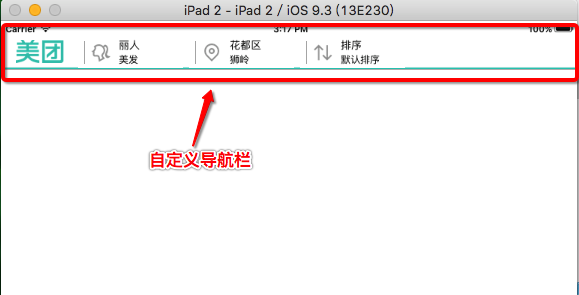 iPad 2 - iPad 2 / iOS 9.3 (13E230)
Carrer 3:17 PM 100%
美团
丽人
美发
花都区
狮岭
排序
默认排序
自定义导航栏